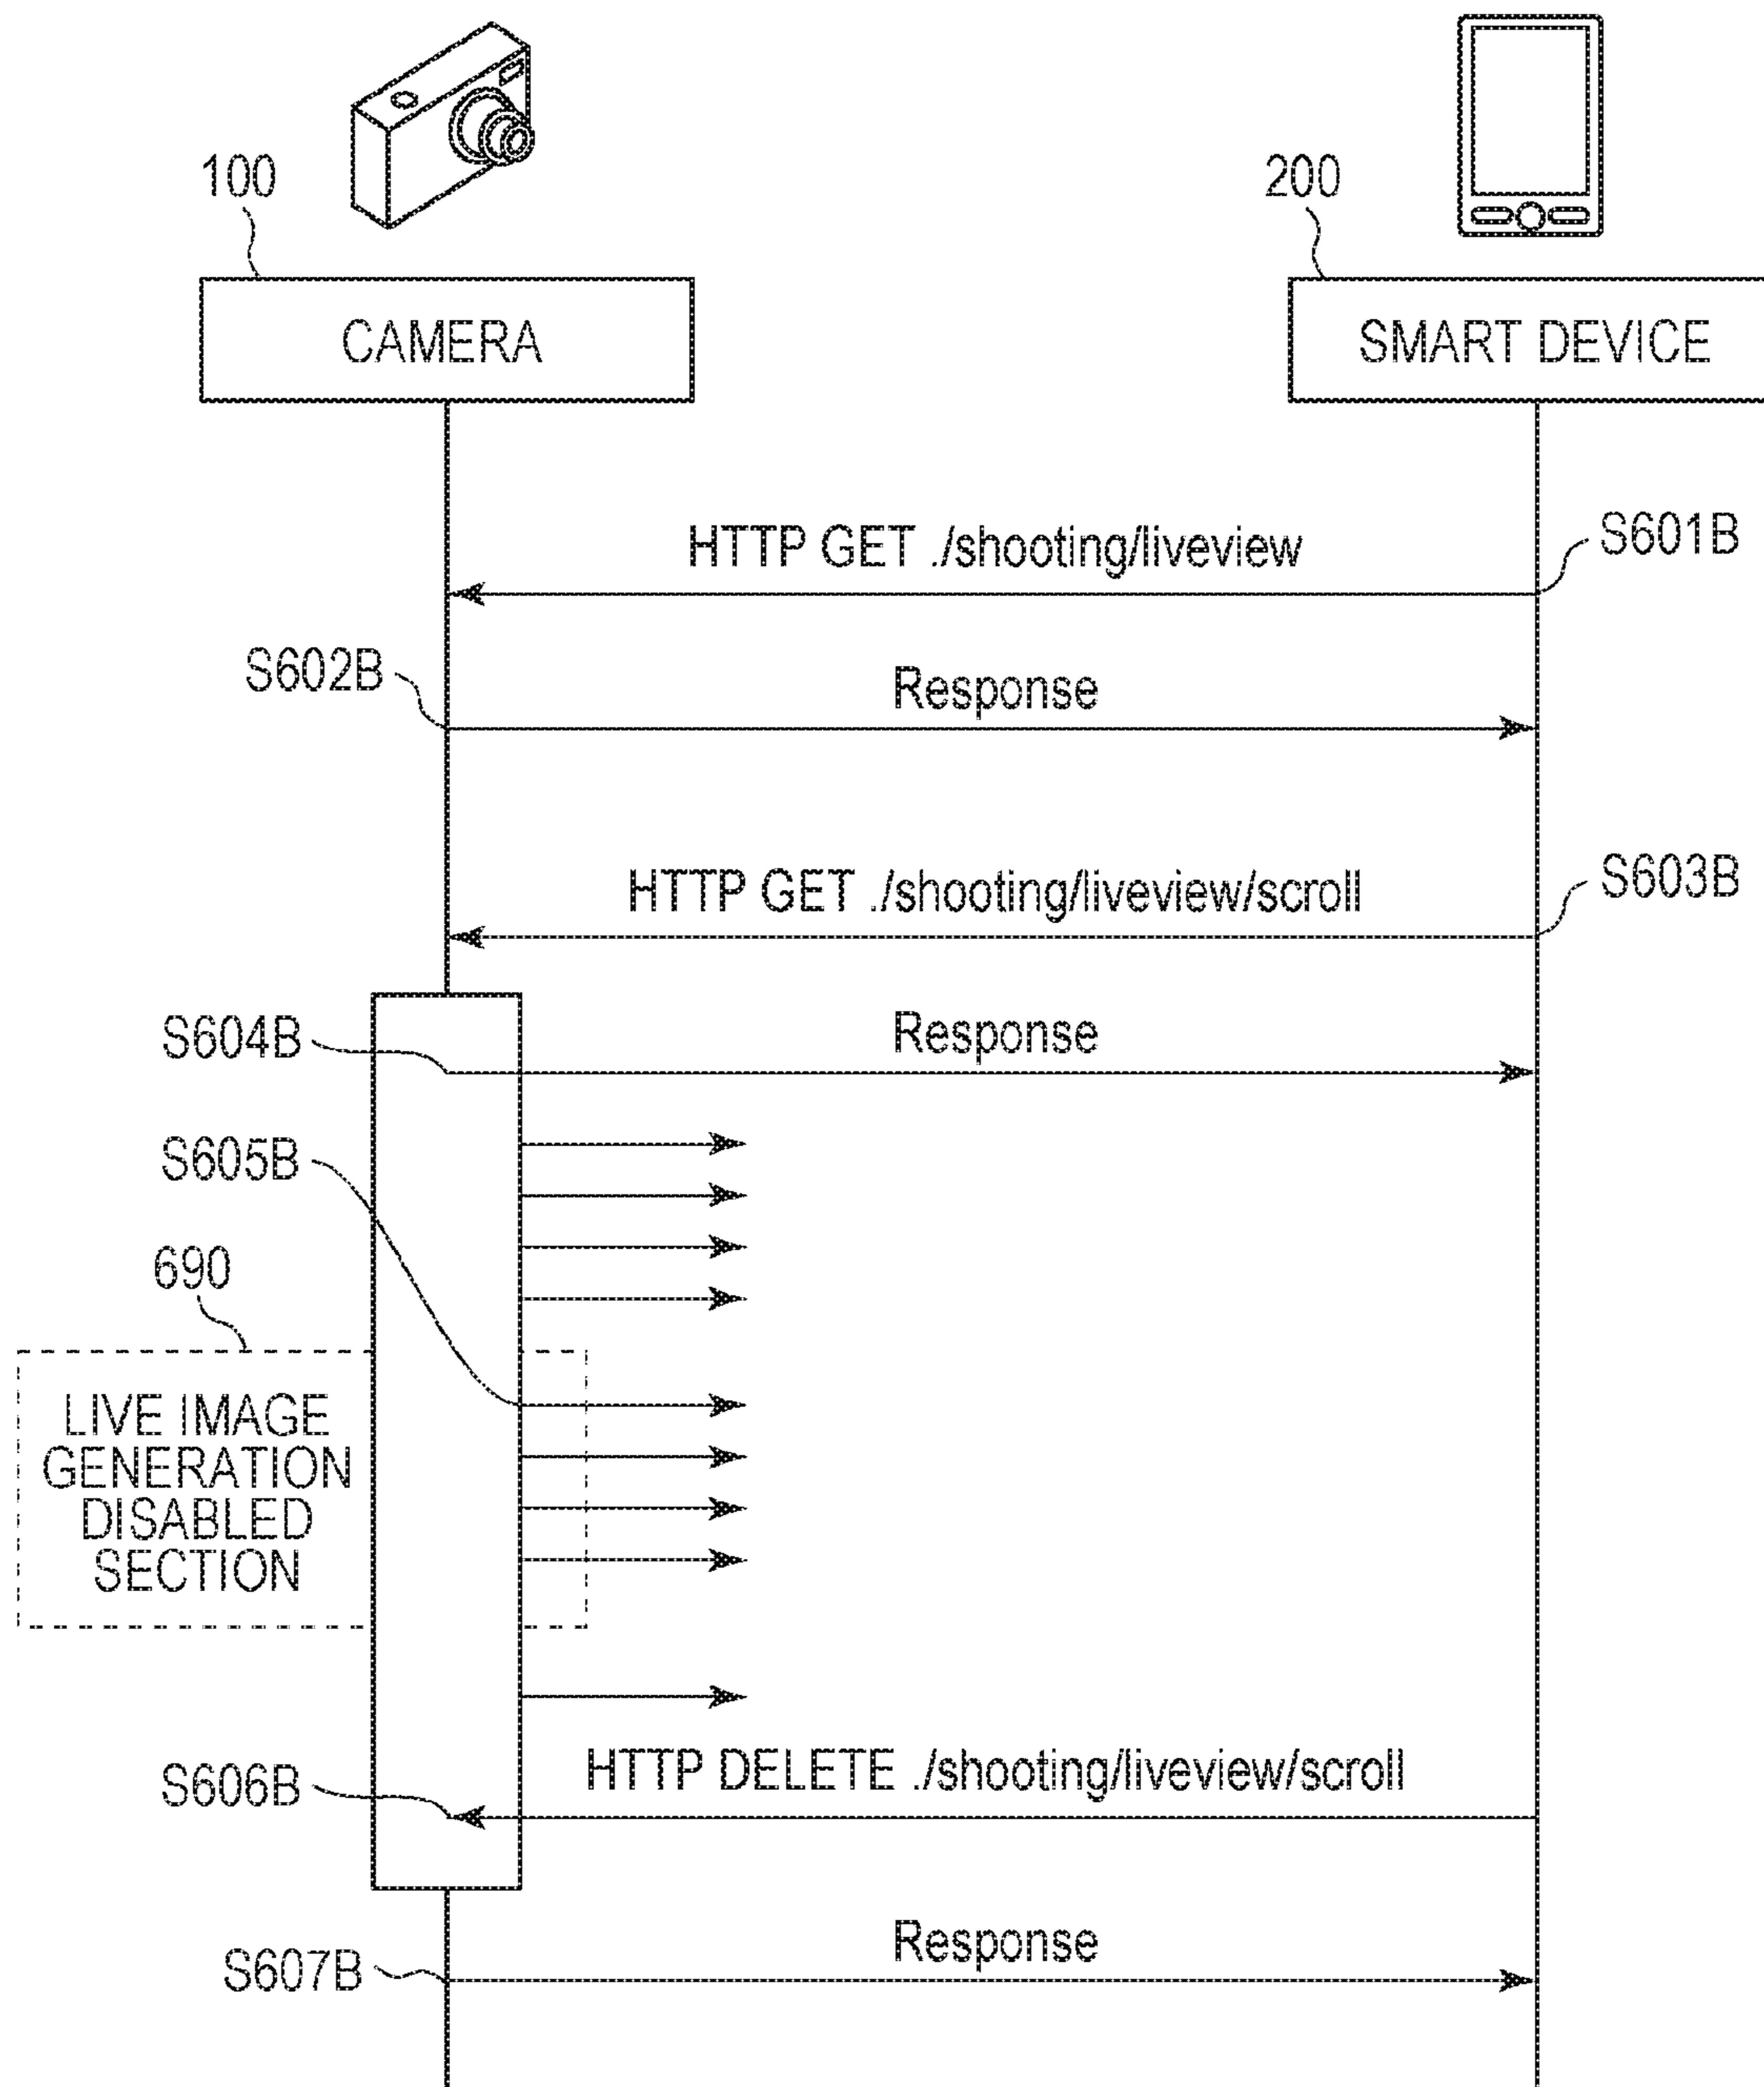 100
200
CAMERA
SMART DEVICE
HTTP GET ./shooting/liveview
S601B
S602B
Response
HTTP GET ./shooting/liveview/scroll
S603B
S604B
Response
S605B
690
LIVE IMAGE
GENERATION
DISABLED
SECTION
HTTP DELETE ./shooting/liveview/scroll
S606B
Response
S607B